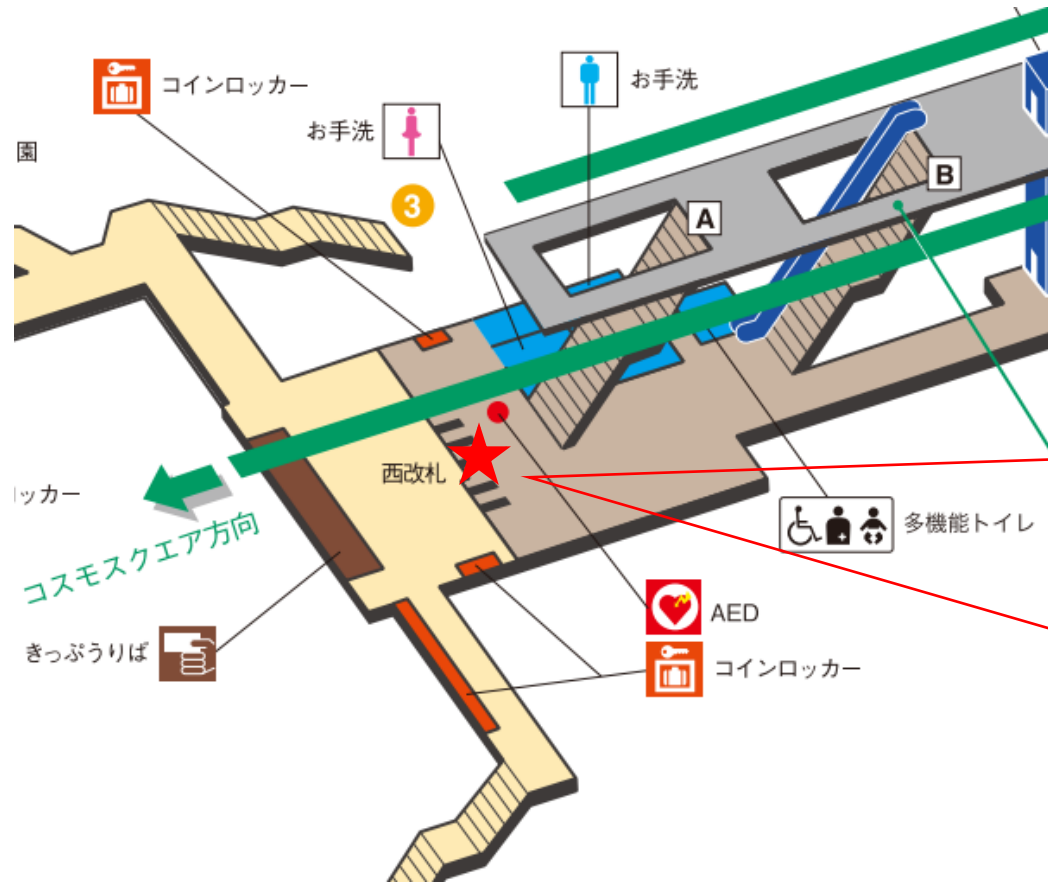 コインロッカー
お手洗
お手洗
園
3
A
B
西改札
ッカー
コスモスクエア方向
多機能トイレ
きっぷうりば
AED
コインロッカー